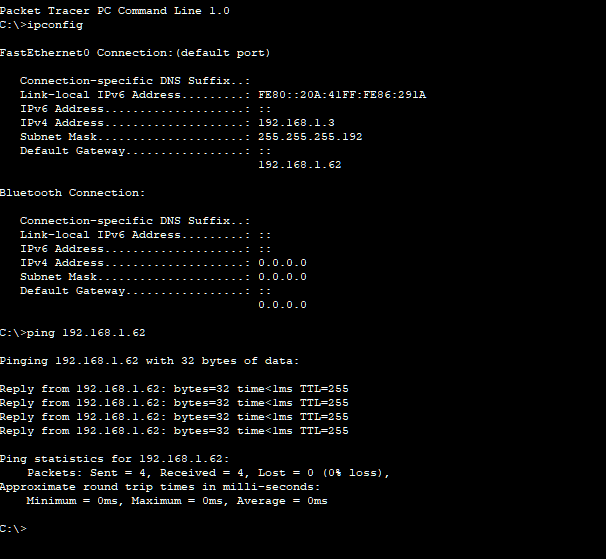 Packet Tracer PC Command Line 1.0
C:\>ipconfig
FastEthernet0 Connection:(default port)
Connection-specific DNS Suffix..:
Link-local IPv6 Address.........: FE80::20A:41FF:FE86:291A
IPv6 Address....................: ::
IPv4 Address....................: 192.168.1.3
Subnet Mask.....................: 255.255.255.192
Default Gateway.................: ::
192.168.1.62
Bluetooth Connection:
Connection-specific DNS Suffix..:
Link-local IPv6 Address.........: ::
IPv6 Address....................: ::
IPv4 Address....................: 0.0.0.0
Subnet Mask.....................: 0.0.0.0
Default Gateway.................: ::
0.0.0.0
C:\>ping 192.168.1.62
Pinging 192.168.1.62 with 32 bytes of data:
Reply from 192.168.1.62: bytes=32 time<1ms TTL=255
Reply from 192.168.1.62: bytes=32 time<1ms TTL=255
Reply from 192.168.1.62: bytes=32 time<1ms TTL=255
Reply from 192.168.1.62: bytes=32 time<1ms TTL=255
Ping statistics for 192.168.1.62:
Packets: Sent = 4, Received = 4, Lost = 0 (0% loss),
Approximate round trip times in milli-seconds:
Minimum = 0ms, Maximum = 0ms, Average = 0ms
C:\>